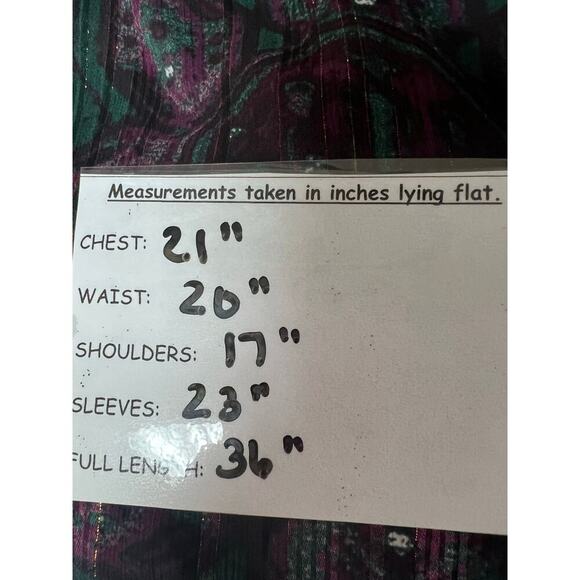 Measurements taken in inches lying flat.
CHEST: 21"
WAIST: 20"
SHOULDERS: 17"
SLEEVES: 23"
FULL LENGTH: 36"